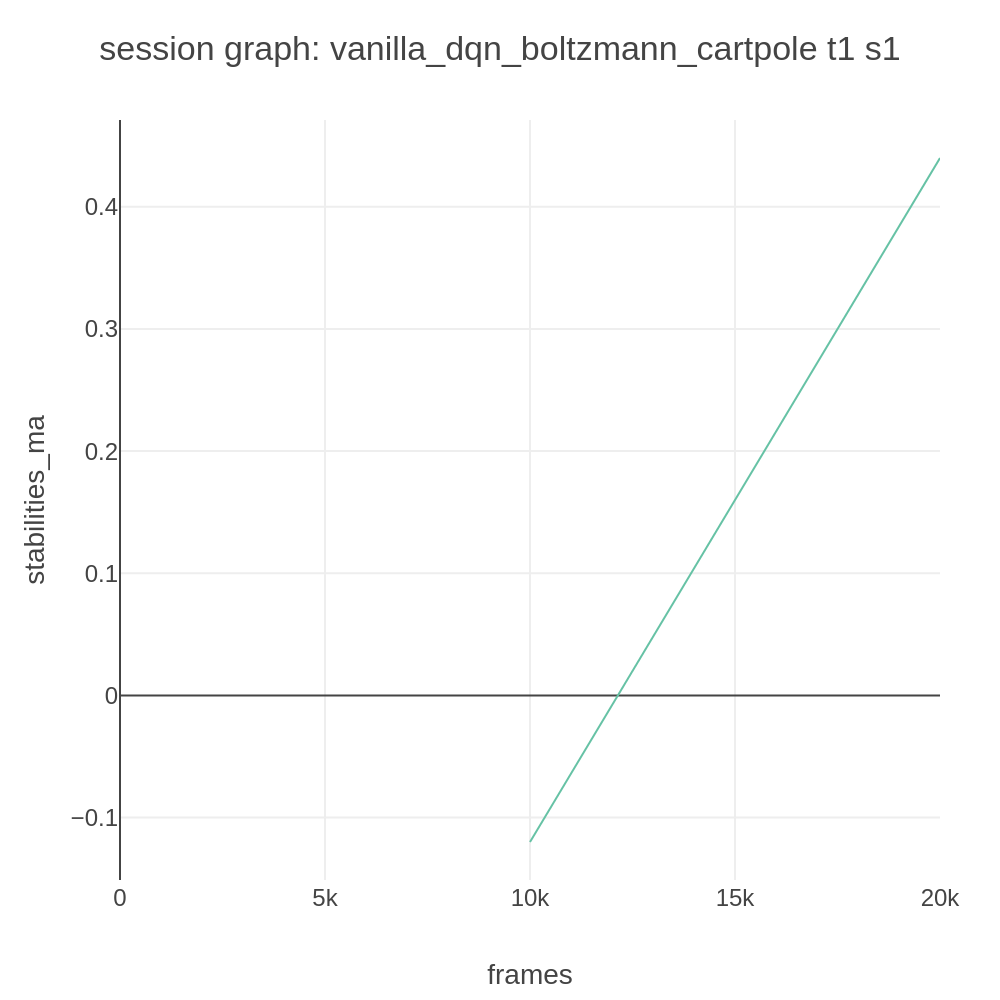 session graph: vanilla_dqn_boltzmann_cartpole t1 s1
stabilities_ma
0.4
0.3
0.2
0.1
0
−0.1
0
5k
10k
15k
20k
frames